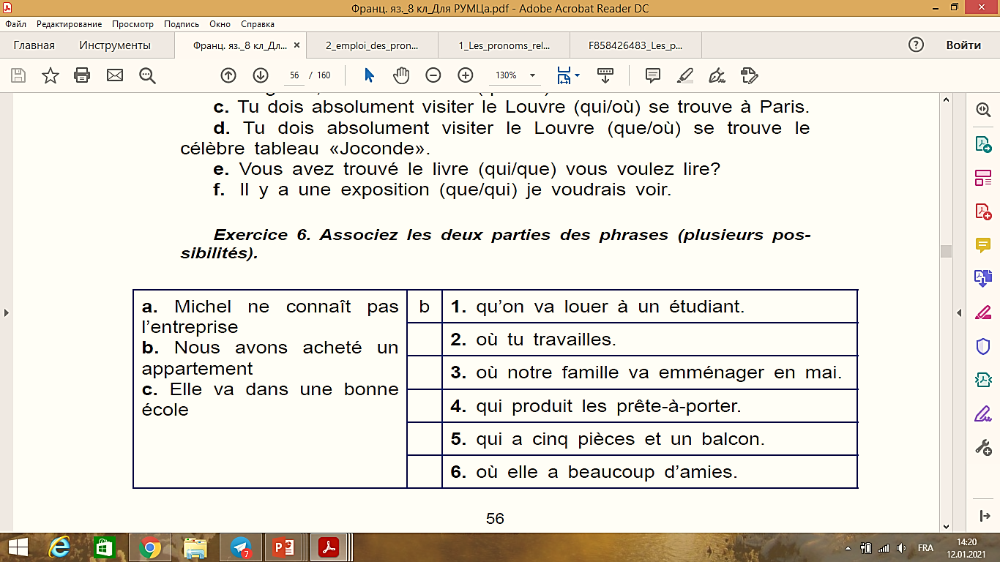 Франц. яз._8 кл_Для РУМЦа.pdf - Adobe Acrobat Reader DC
Файл Редактирование Просмотр Подпись Окно Справка
Главная Инструменты Франц. яз._8 кл_Дл... × 2_emploi_des_pron... 1_Les_pronoms_rel... F858426483_Les_p... Войти
56 / 160 130%
c. Tu dois absolument visiter le Louvre (qui/où) se trouve à Paris.
d. Tu dois absolument visiter le Louvre (que/où) se trouve le
célèbre tableau «Joconde».
e. Vous avez trouvé le livre (qui/que) vous voulez lire?
f. Il y a une exposition (que/qui) je voudrais voir.
Exercice 6. Associez les deux parties des phrases (plusieurs pos-
sibilités).
a. Michel ne connaît pas
l'entreprise
b. Nous avons acheté un
appartement
c. Elle va dans une bonne
école
b 1. qu'on va louer à un étudiant.
2. où tu travailles.
3. où notre famille va emménager en mai.
4. qui produit les prête-à-porter.
5. qui a cinq pièces et un balcon.
6. où elle a beaucoup d'amies.
56
7
FRA
14:20
12.01.2021